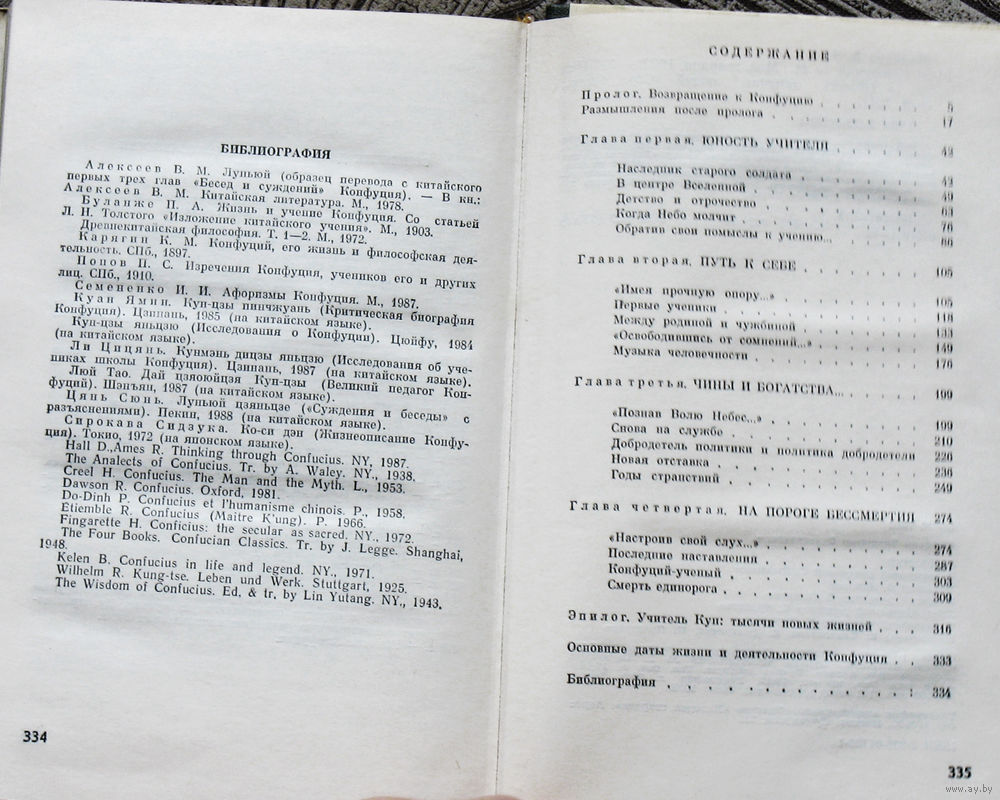 БИБЛИОГРАФИЯ
Алексеев В. М. Луньюй (образец перевода с китайского
первых трех глав «Бесед и суждений» Конфуция). — В кн.:
Алексеев В. М. Китайская литература. М., 1978.
Буланже П. А. Жизнь и учение Конфуция. Со статьей
Л. Н. Толстого «Изложение китайского учения». М., 1903.
Древнекитайская философия. Т. 1—2. М., 1972.
Карягин К. М. Конфуций, его жизнь и философская дея-
тельность. СПб., 1897.
Попов П. С. Изречения Конфуция, учеников его и других
лиц. СПб., 1910.
Семененко И. И. Афоризмы Конфуция. М., 1987.
Куан Ямин. Кун-цзы пинчжуань (Критическая биография
Конфуция). Цзинань, 1985 (на китайском языке).
Кун-цзы яньцзю (Исследования о Конфуции). Цюйфу, 1984
(на китайском языке).
Ли Цицянь. Кунмэнь дицзы яньцзю (Исследования об уче-
никах школы Конфуция). Цзинань, 1987 (на китайском языке).
Люй Тао. Дай цзяоюйцзя Кун-цзы (Великий педагог Кон-
фуций). Шэньян, 1987 (на китайском языке).
Цянь Сюнь. Луньюй цзяньцзе («Суждения и беседы» с
разъяснениями). Пекин, 1988 (на китайском языке).
Сирокава Сидзука. Ко-си дэн (Жизнеописание Конфу-
ция). Токио, 1972 (на японском языке).
Hall D.,Ames R. Thinking through Confucius. NY, 1987.
The Analects of Confucius. Tr. by A. Waley. NY., 1938.
Creel H. Confucius. The Man and the Myth. L., 1953.
Dawson R. Confucius. Oxford, 1981.
Do-Dinh P. Confucius et l'humanisme chinois. P., 1958.
Etiemble R. Confucius (Maitre K'ung). P. 1966.
Fingarette H. Conficius: the secular as sacred. NY., 1972.
The Four Books. Confucian Classics. Tr. by J. Legge. Shanghai,
1948.
Kelen B. Confucius in life and legend. NY., 1971.
Wilhelm R. Kung-tse. Leben und Werk. Stuttgart, 1925.
The Wisdom of Confucius. Ed. & tr. by Lin Yutang. NY., 1943.
334
СОДЕРЖАНИЕ
Пролог. Возвращение к Конфуцию 5
Размышления после пролога 17
Глава первая. ЮНОСТЬ УЧИТЕЛЯ 42
Наследник старого солдата 42
В центре Вселенной 49
Детство и отрочество 63
Когда Небо молчит 76
Обратив свои помыслы к учению... 86
Глава вторая. ПУТЬ К СЕБЕ 105
«Имея прочную опору...» 105
Первые ученики 118
Между родиной и чужбиной 133
«Освободившись от сомнений...» 149
Музыка человечности 176
Глава третья. ЧИНЫ И БОГАТСТВА... 199
«Познав Волю Небес...» 199
Снова на службе 210
Добродетель политики и политика добродетели 226
Новая отставка 236
Годы странствий 249
Глава четвертая. НА ПОРОГЕ БЕССМЕРТИЯ 274
«Настроив свой слух...» 274
Последние наставления 287
Конфуций-ученый 303
Смерть единорога 309
Эпилог. Учитель Кун: тысячи новых жизней 316
Основные даты жизни и деятельности Конфуция 333
Библиография 334
335
www.ay.by